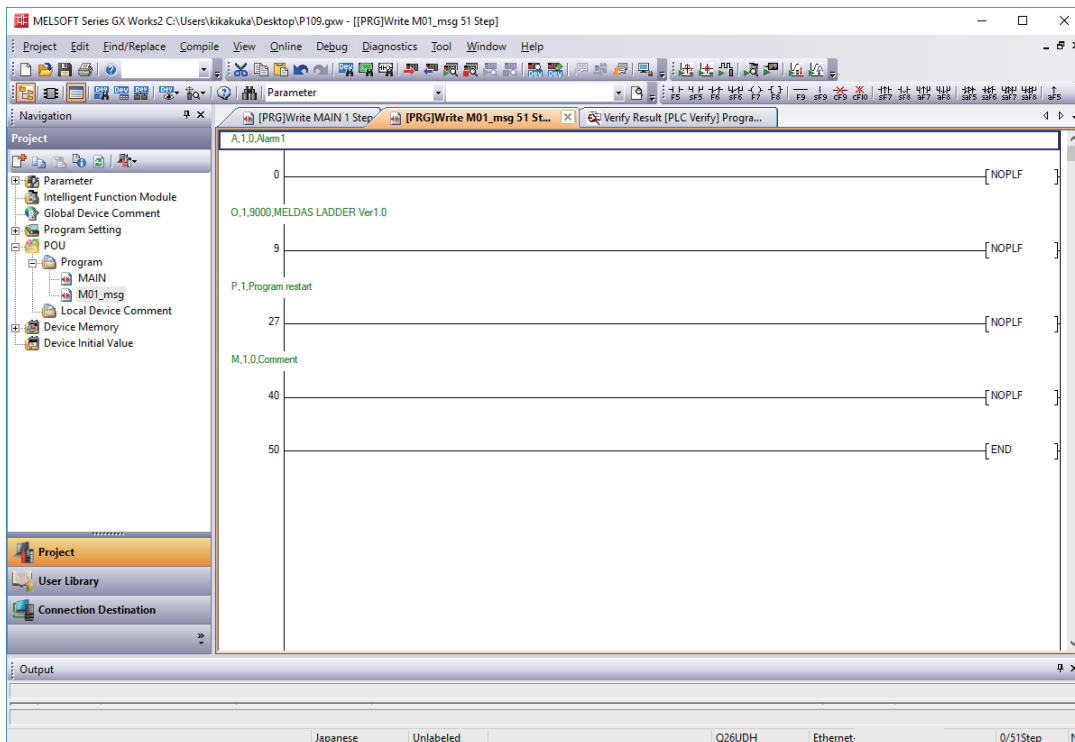 MELSOFT Series GX Works2 C:\Users\kikakuka\Desktop\P109.gxw - [[PRG]Write M01_msg 51 Step]
Project Edit Find/Replace Compile View Online Debug Diagnostics Tool Window Help
Parameter
Navigation
[PRG]Write MAIN 1 Step
[PRG]Write M01_msg 51 St...
Verify Result [PLC Verify] Progra...
Project
Parameter
Intelligent Function Module
Global Device Comment
Program Setting
POU
Program
MAIN
M01_msg
Local Device Comment
Device Memory
Device Initial Value
A,1,0,Alarm1
0 [NOPLF ]
O,1,9000,MELDAS LADDER Ver1.0
9 [NOPLF ]
P,1,Program restart
27 [NOPLF ]
M,1,0,Comment
40 [NOPLF ]
50 [END ]
Project
User Library
Connection Destination
Output
Japanese Unlabeled Q26UDH Ethernet· 0/51Step